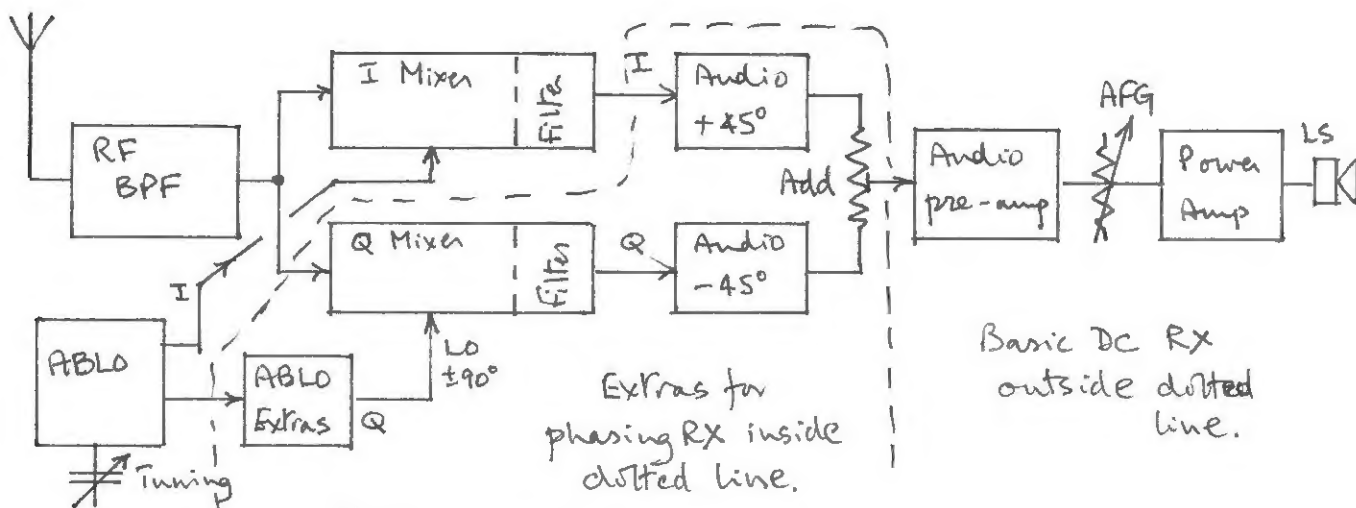 RF
BPF
I Mixer
Filter
I
Audio
+45°
Add
Audio
pre-amp
AFG
Power
Amp
LS
I
Q Mixer
Filter
Q
Audio
-45°
ABLO
Tuning
ABLO
Extras
Q
LO
±90°
Extras for
phasing RX inside
dotted line.
Basic DC RX
outside dotted
line.